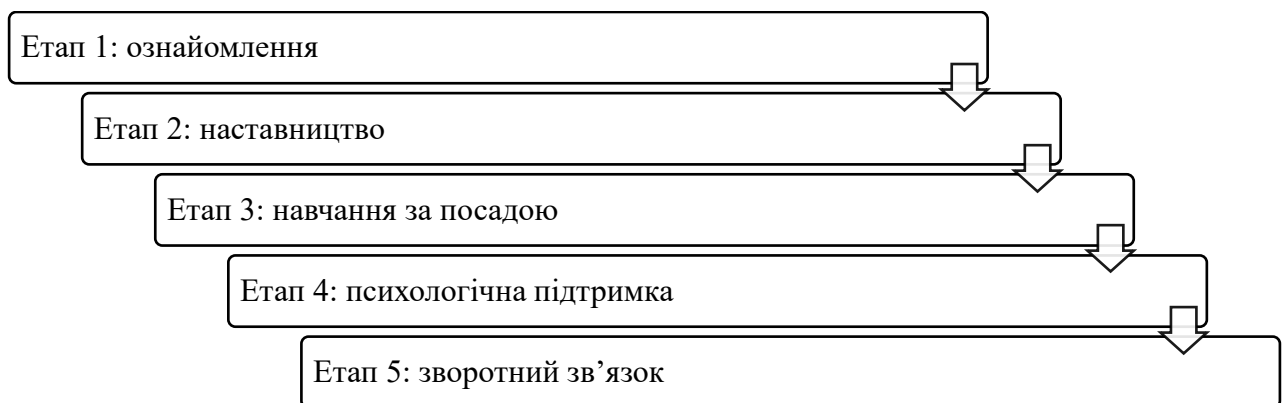 Етап 1: ознайомлення
Етап 2: наставництво
Етап 3: навчання за посадою
Етап 4: психологічна підтримка
Етап 5: зворотний зв’язок